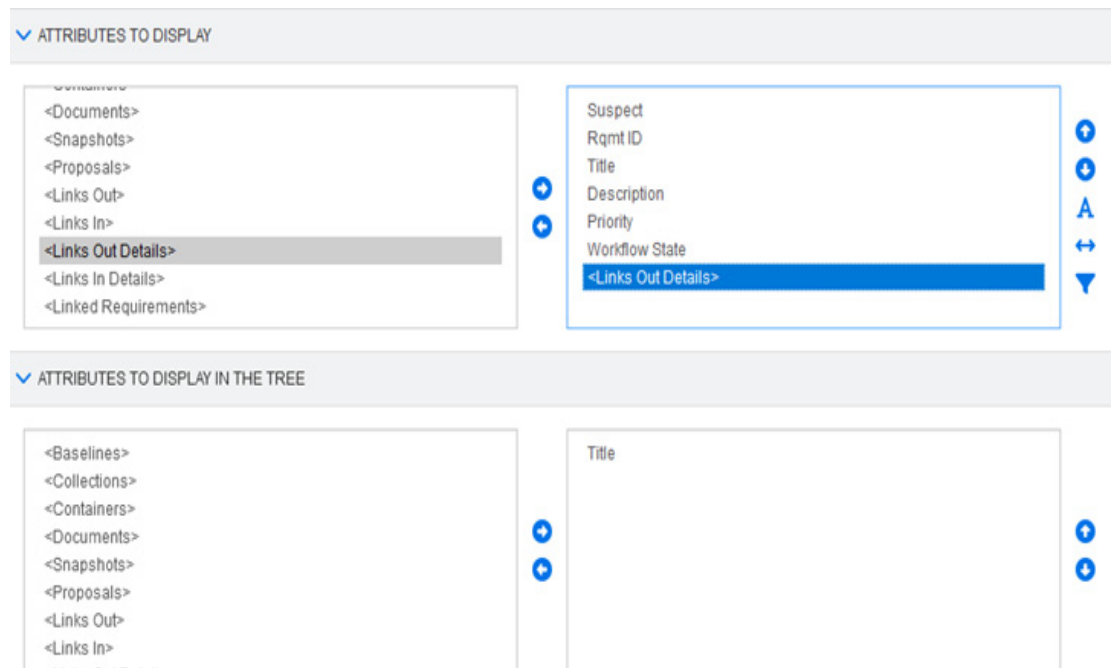 ATTRIBUTES TO DISPLAY
<Documents>
<Snapshots>
<Proposals>
<Links Out>
<Links In>
<Links Out Details>
<Links In Details>
<Linked Requirements>
Suspect
Rqmt ID
Title
Description
Priority
Workflow State
<Links Out Details>
A
ATTRIBUTES TO DISPLAY IN THE TREE
<Baselines>
<Collections>
<Containers>
<Documents>
<Snapshots>
<Proposals>
<Links Out>
<Links In>
Title